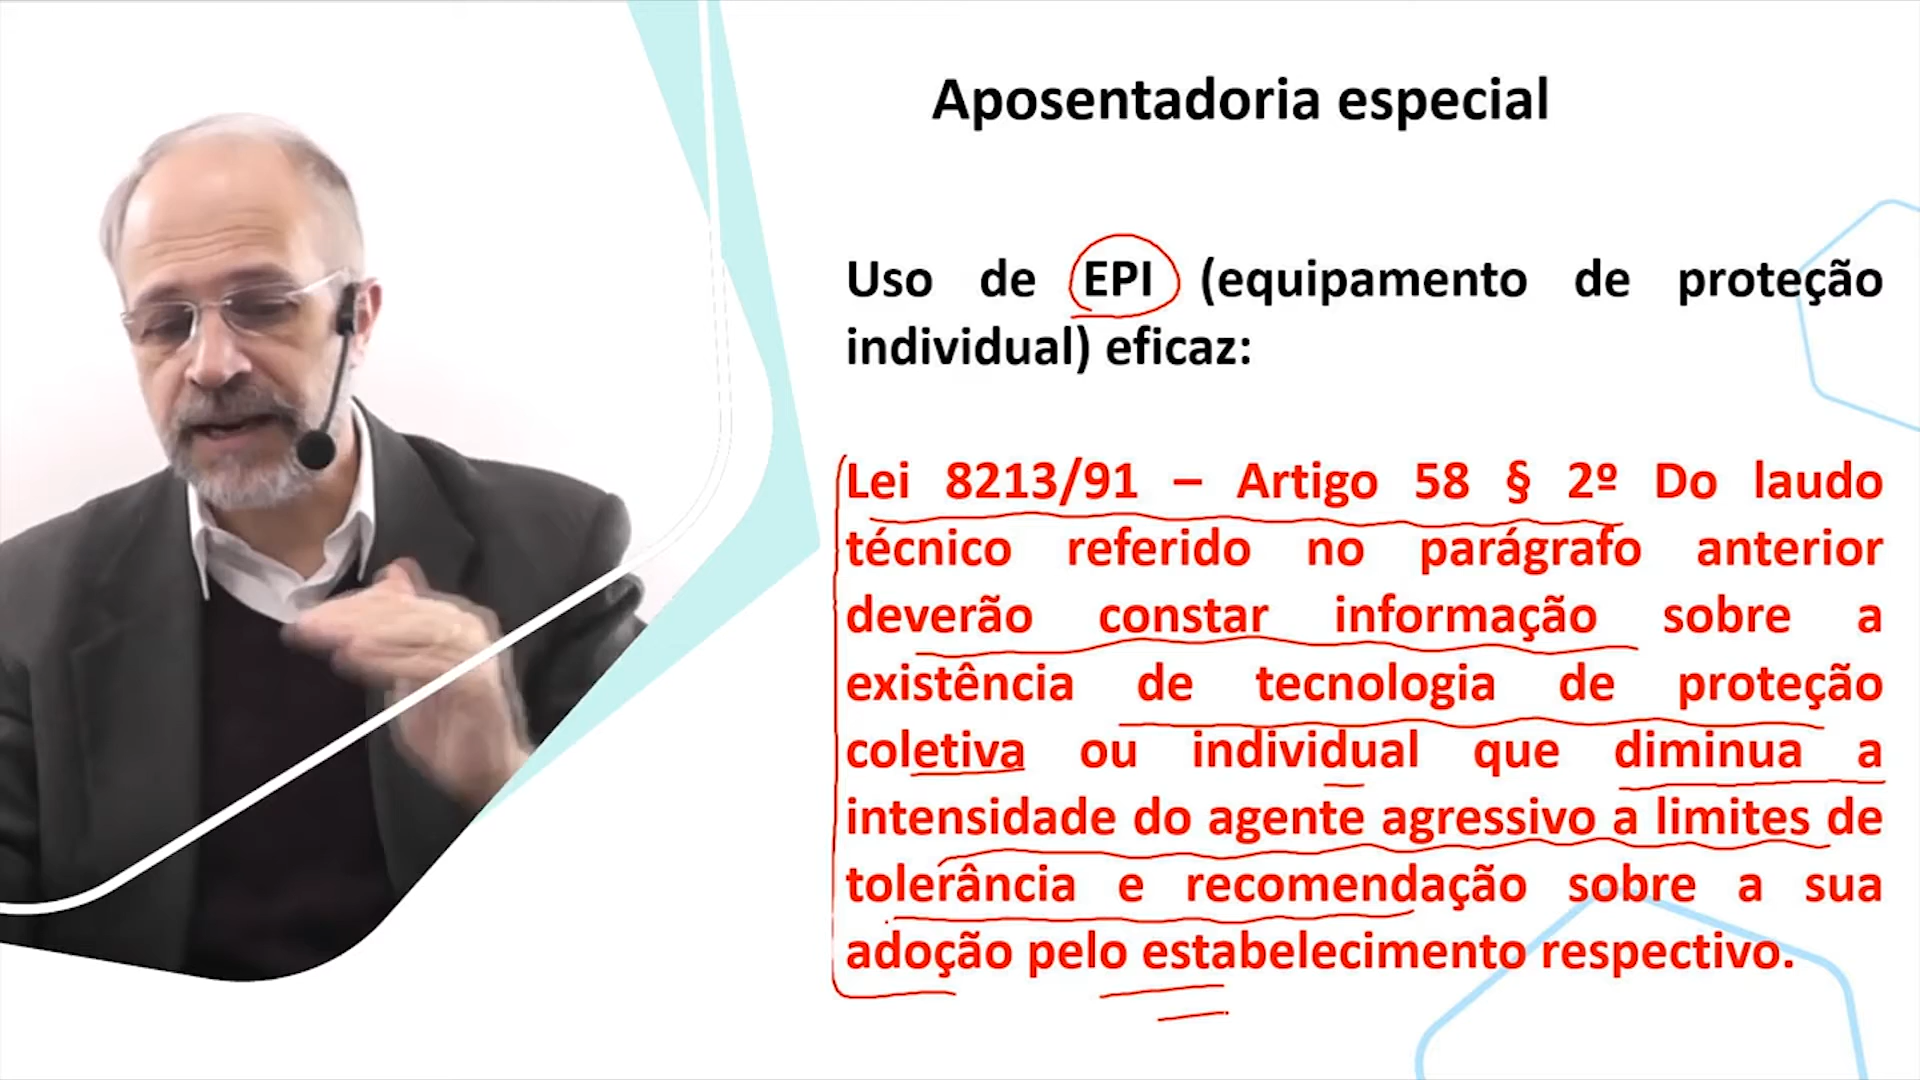 Aposentadoria especial
Uso de EPI (equipamento de proteção
individual) eficaz:
Lei 8213/91 – Artigo 58 § 2º Do laudo
técnico referido no parágrafo anterior
deverão constar informação sobre a
existência de tecnologia de proteção
coletiva ou individual que diminua a
intensidade do agente agressivo a limites de
tolerância e recomendação sobre a sua
adoção pelo estabelecimento respectivo.